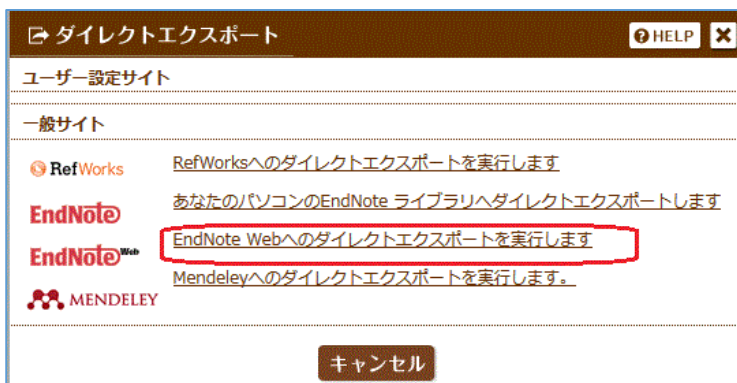 ダイレクトエクスポート
HELP
ユーザー設定サイト
一般サイト
RefWorks RefWorksへのダイレクトエクスポートを実行します
EndNote あなたのパソコンのEndNote ライブラリへダイレクトエクスポートします
EndNote Web EndNote Webへのダイレクトエクスポートを実行します
MENDELEY Mendeleyへのダイレクトエクスポートを実行します。
キャンセル